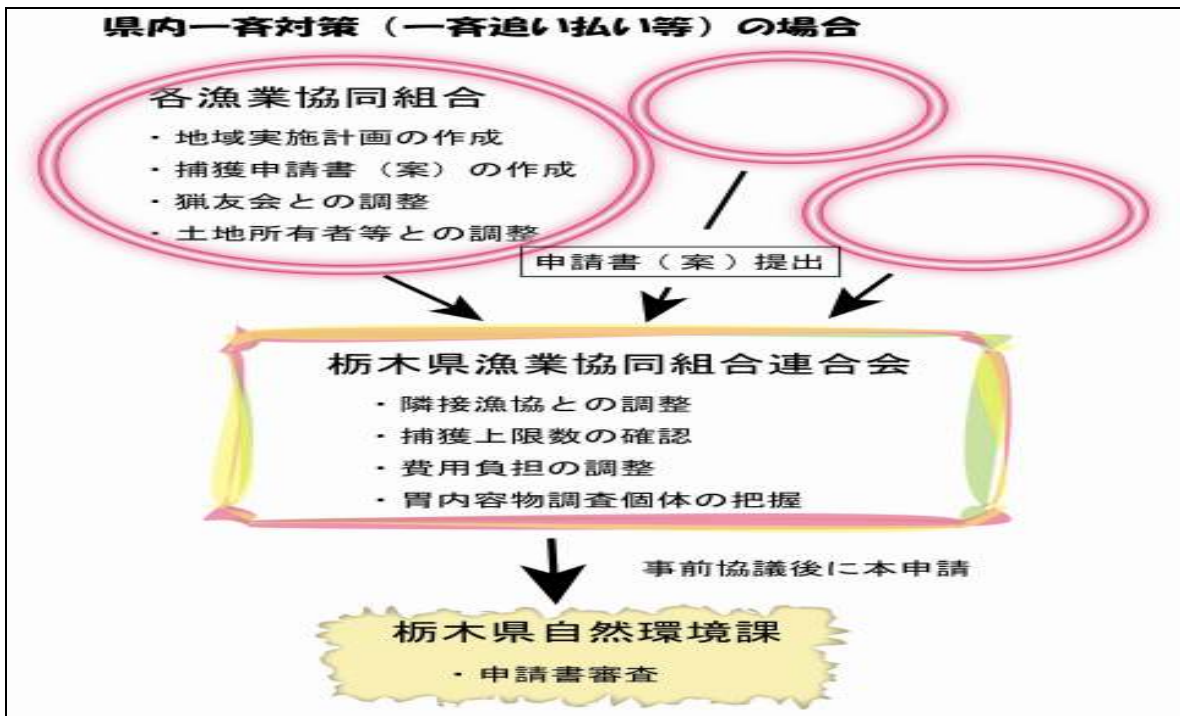 県内一斉対策（一斉追い払い等）の場合
各漁業協同組合
・地域実施計画の作成
・捕獲申請書（案）の作成
・猟友会との調整
・土地所有者等との調整
申請書（案）提出
栃木県漁業協同組合連合会
・隣接漁協との調整
・捕獲上限数の確認
・費用負担の調整
・胃内容物調査個体の把握
事前協議後に本申請
栃木県自然環境課
・申請書審査